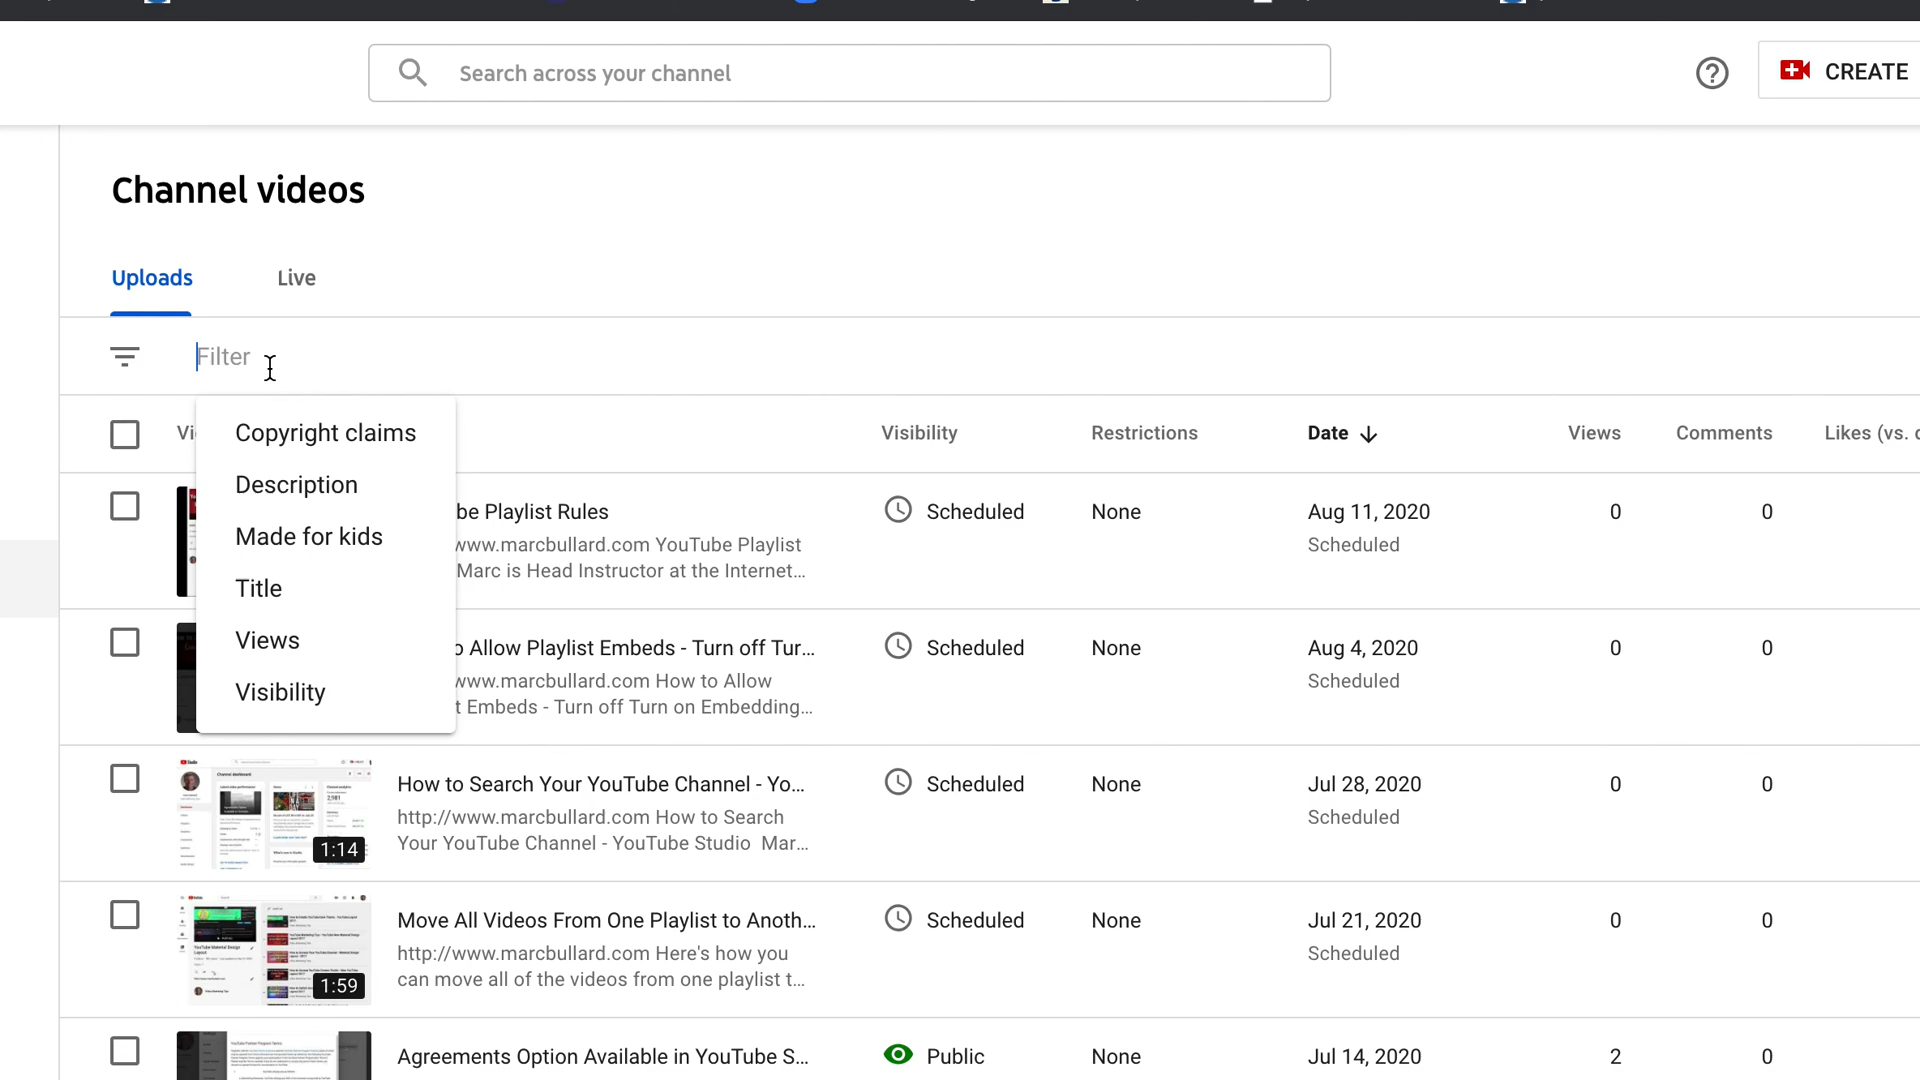 Search across your channel
CREATE
Channel videos
Uploads
Live
Filter
Copyright claims
Description
Made for kids
Title
Views
Visibility
Visibility
Restrictions
Date
Views
Comments
Likes (vs.
be Playlist Rules
www.marcbullard.com YouTube Playlist
Marc is Head Instructor at the Internet...
Scheduled
None
Aug 11, 2020
Scheduled
0
0
o Allow Playlist Embeds - Turn off Tur...
www.marcbullard.com How to Allow
t Embeds - Turn off Turn on Embedding...
Scheduled
None
Aug 4, 2020
Scheduled
0
0
1:14
How to Search Your YouTube Channel - Yo...
http://www.marcbullard.com How to Search
Your YouTube Channel - YouTube Studio Mar...
Scheduled
None
Jul 28, 2020
Scheduled
0
0
1:59
Move All Videos From One Playlist to Anoth...
http://www.marcbullard.com Here's how you
can move all of the videos from one playlist t...
Scheduled
None
Jul 21, 2020
Scheduled
0
0
Agreements Option Available in YouTube S...
Public
None
Jul 14, 2020
2
0